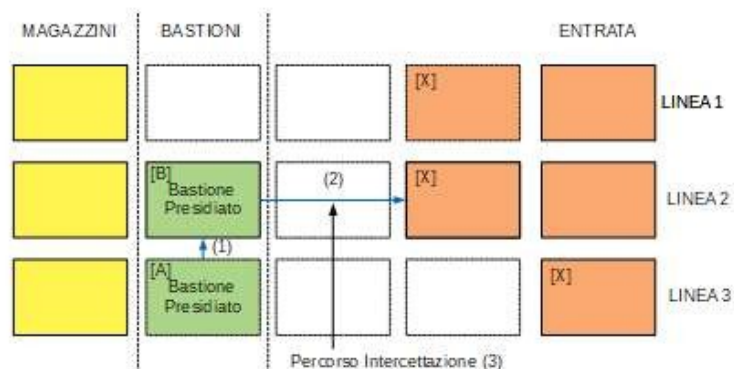 MAGAZZINI BASTIONI ENTRATA
[X]
LINEA 1
[B]
Bastione
Presidiato
(2)
[X]
LINEA 2
(1)
[A]
Bastione
Presidiato
[X]
LINEA 3
Percorso Intercettazione (3)